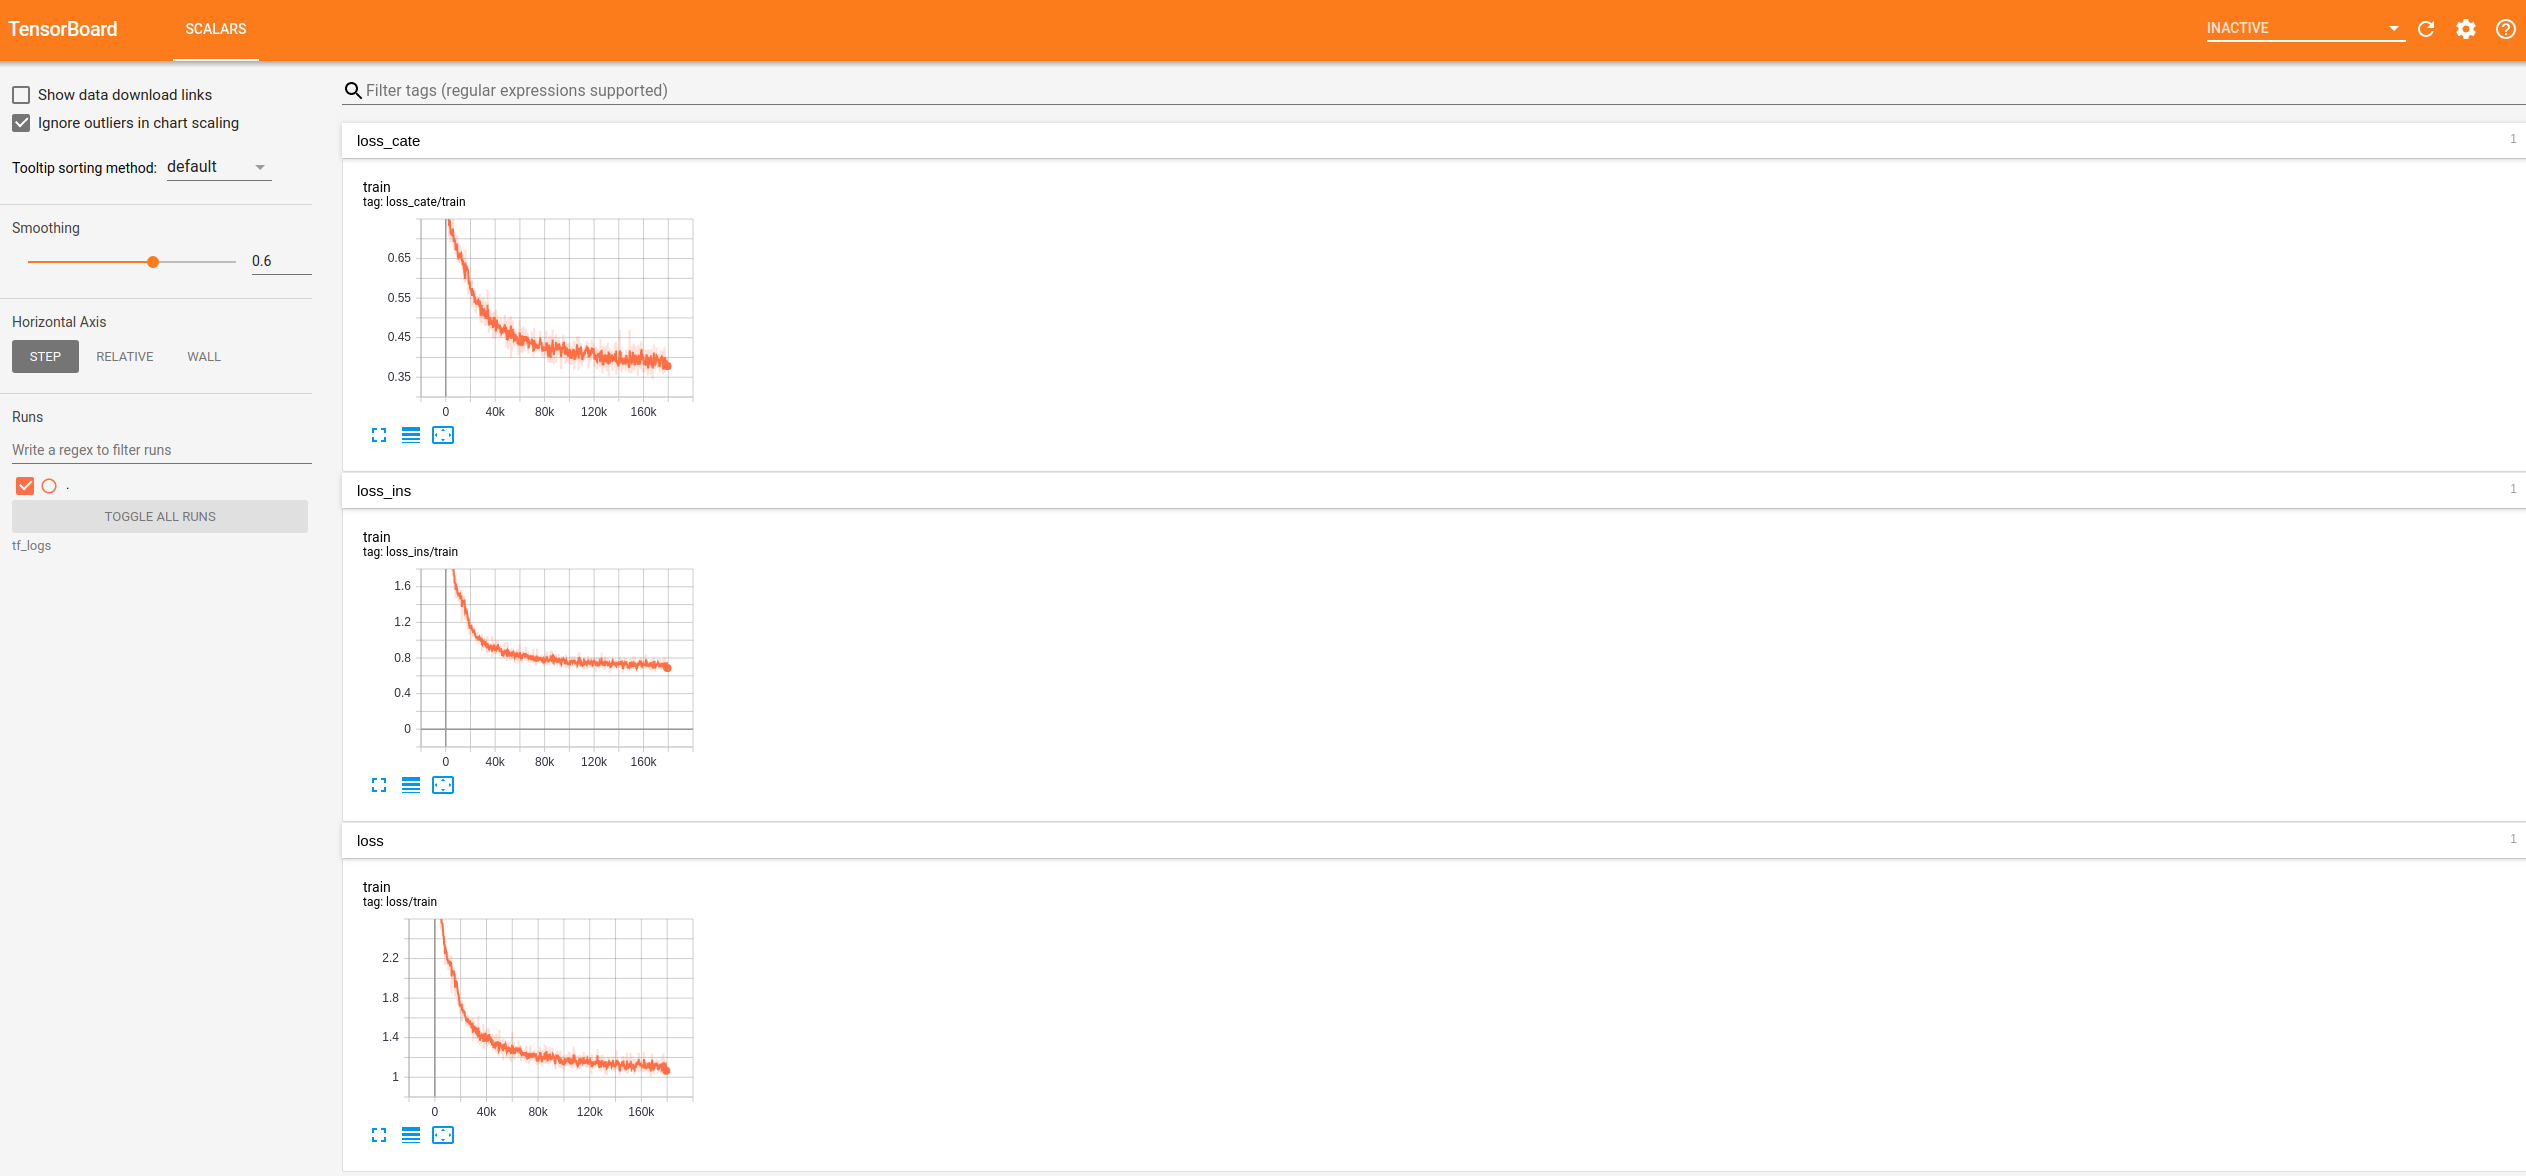 TensorBoard
SCALARS
INACTIVE
Show data download links
Ignore outliers in chart scaling
Tooltip sorting method: default
Smoothing
0.6
Horizontal Axis
STEP RELATIVE WALL
Runs
Write a regex to filter runs
.
TOGGLE ALL RUNS
tf_logs
Filter tags (regular expressions supported)
loss_cate 1
train
tag: loss_cate/train
0.65
0.55
0.45
0.35
0 40k 80k 120k 160k
loss_ins 1
train
tag: loss_ins/train
1.6
1.2
0.8
0.4
0
0 40k 80k 120k 160k
loss 1
train
tag: loss/train
2.2
1.8
1.4
1
0 40k 80k 120k 160k